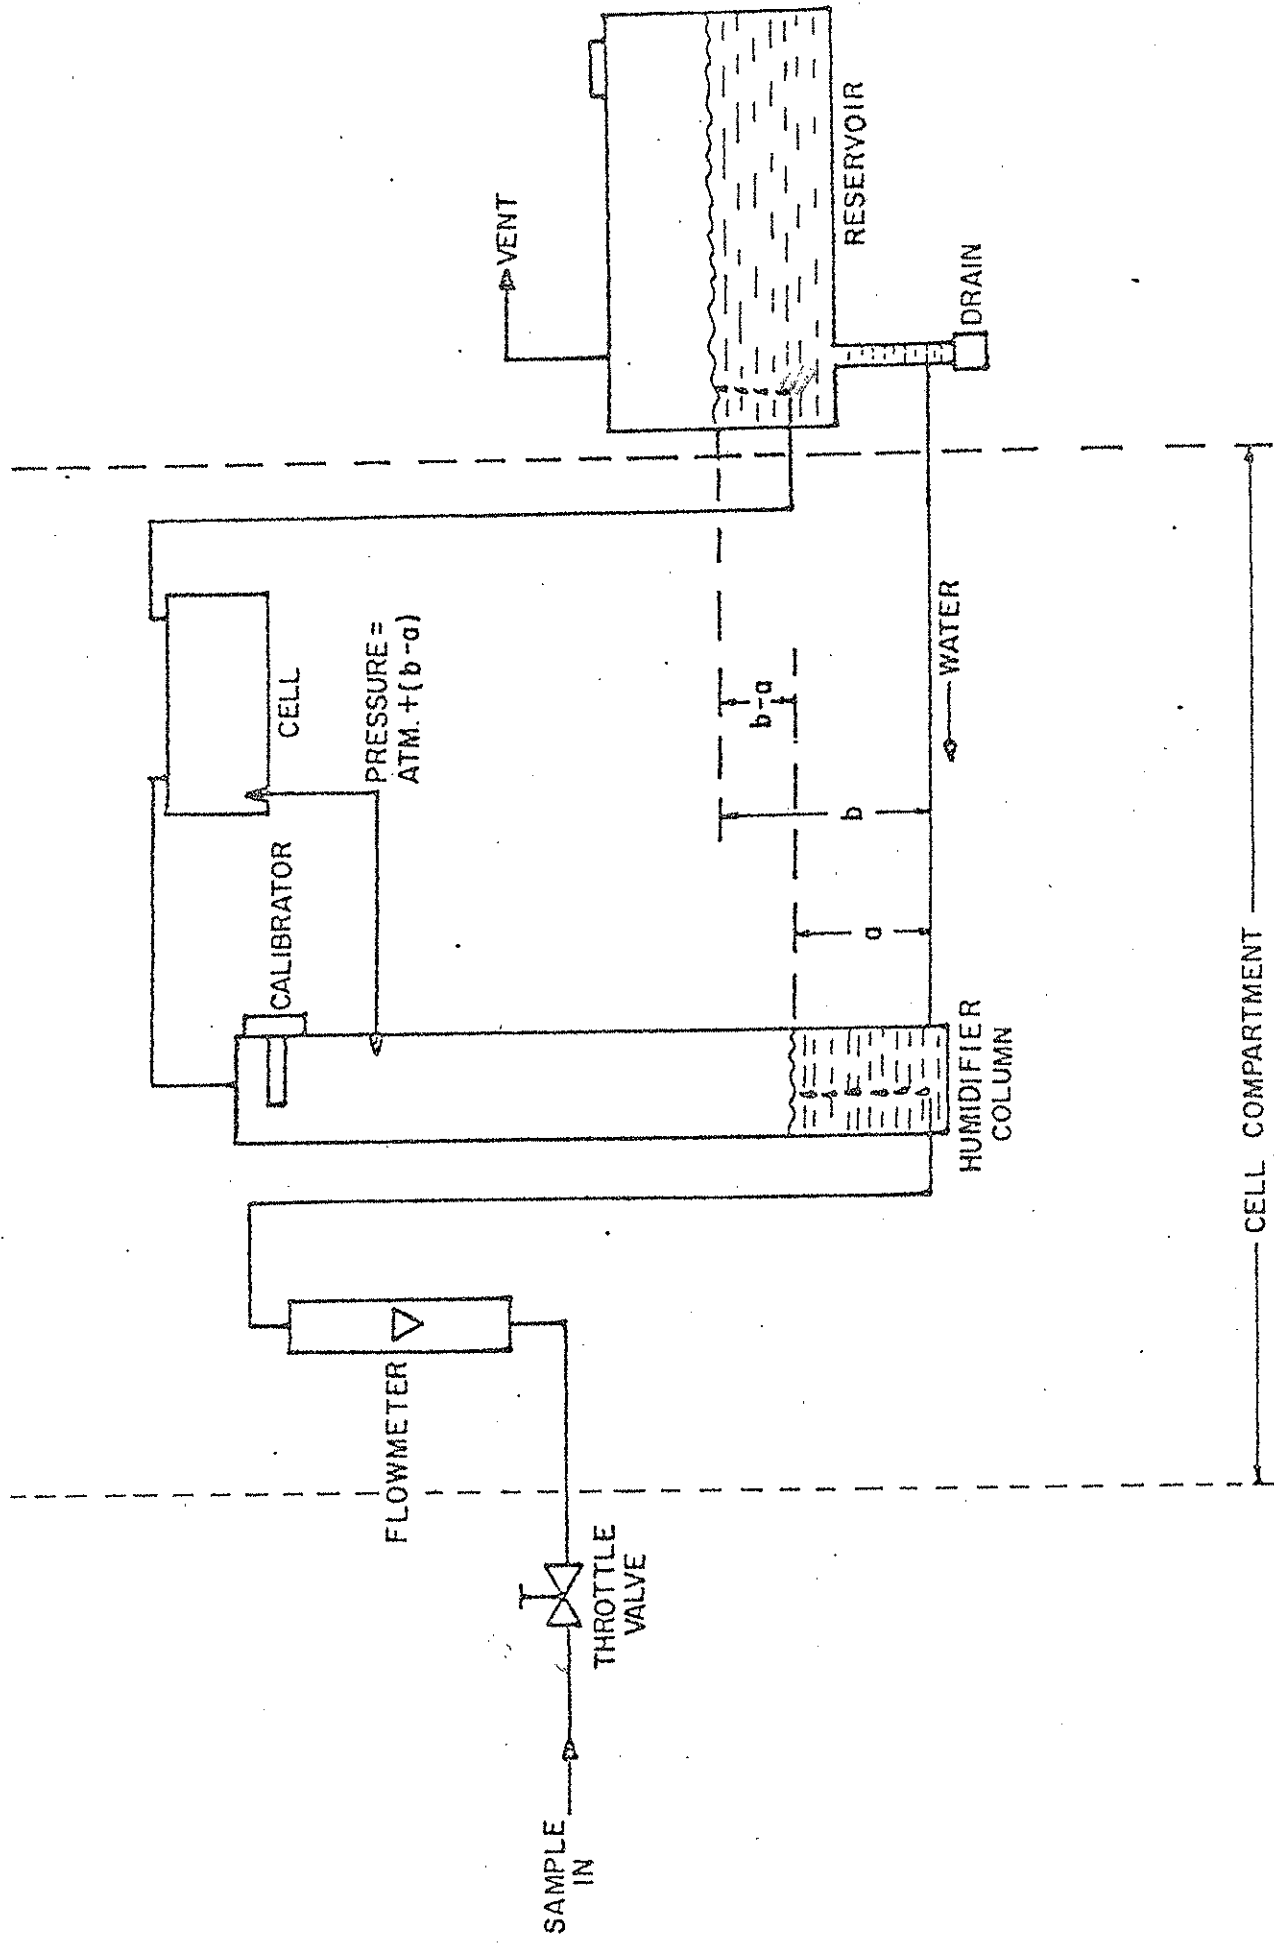 SAMPLE
IN
THROTTLE
VALVE
FLOWMETER
HUMIDIFIER
COLUMN
CALIBRATOR
CELL
PRESSURE =
ATM. + (b-a)
a
b
b-a
WATER
VENT
RESERVOIR
DRAIN
CELL COMPARTMENT